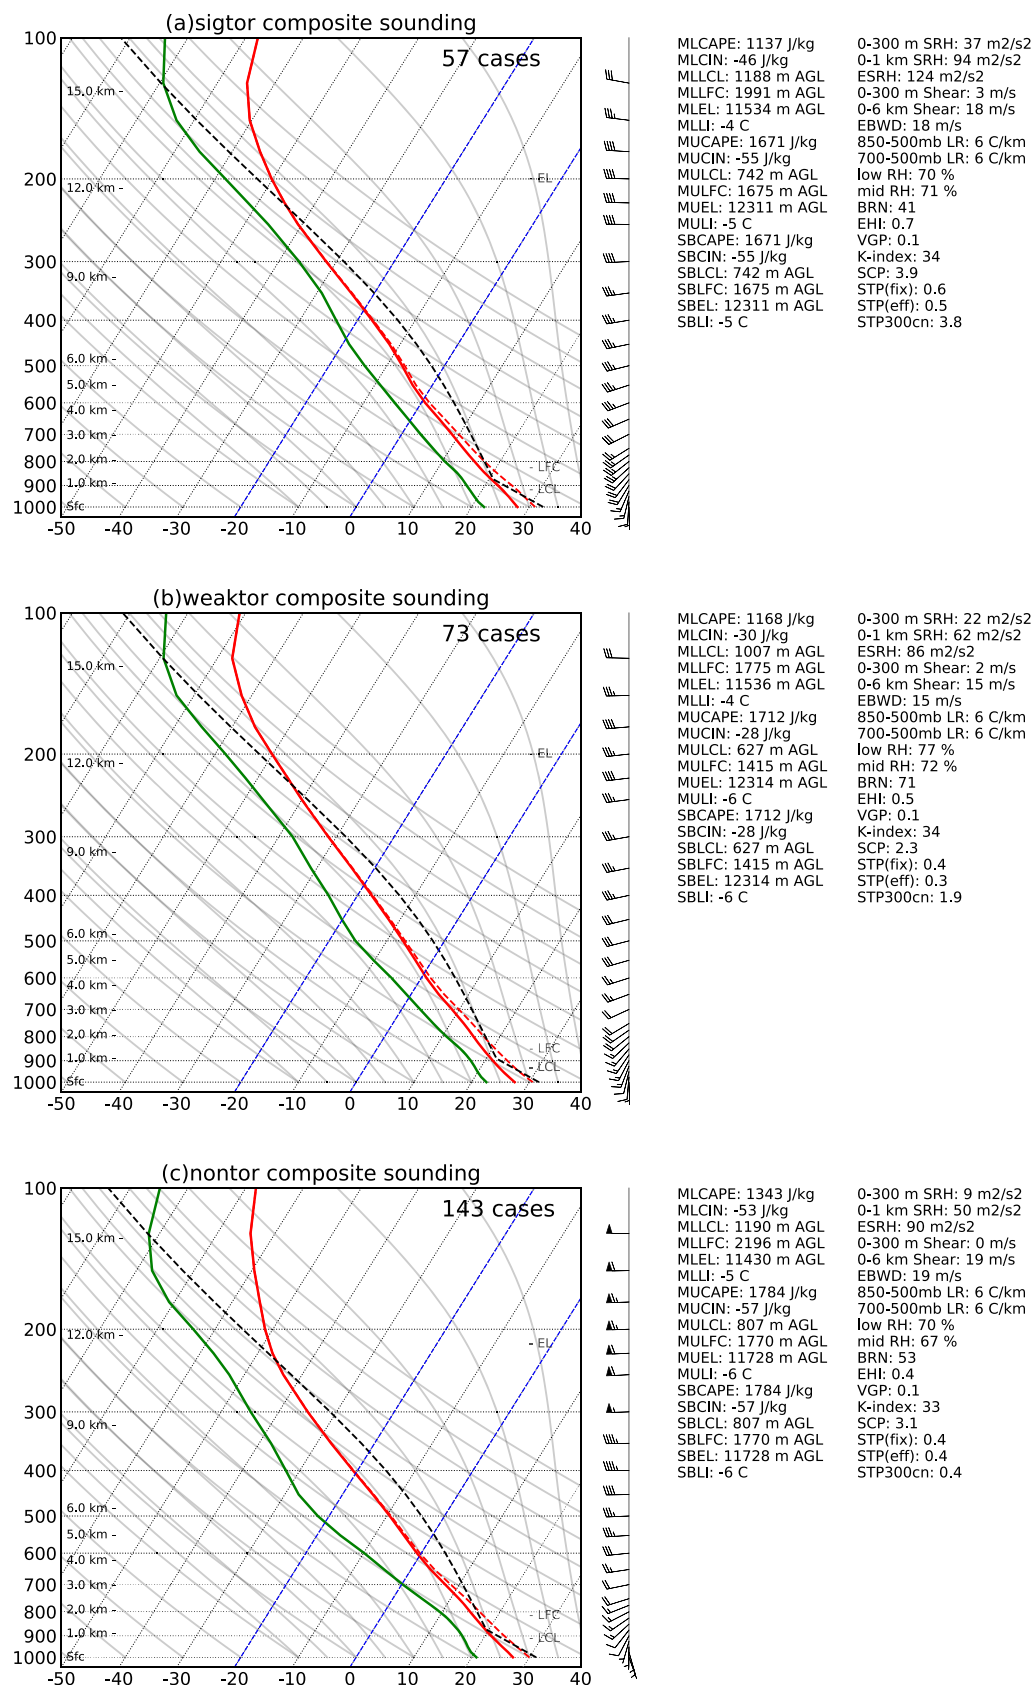 (a)sigtor composite sounding
57 cases
100
200
300
400
500
600
700
800
900
1000
15.0 km
12.0 km
9.0 km
6.0 km
5.0 km
4.0 km
3.0 km
2.0 km
1.0 km
Sfc
EL
LFC
LCL
-50 -40 -30 -20 -10 0 10 20 30 40
MLCAPE: 1137 J/kg
MLCIN: -46 J/kg
MLLCL: 1188 m AGL
MLLFC: 1991 m AGL
MLEL: 11534 m AGL
MLLI: -4 C
MUCAPE: 1671 J/kg
MUCIN: -55 J/kg
MULCL: 742 m AGL
MULFC: 1675 m AGL
MUEL: 12311 m AGL
MULI: -5 C
SBCAPE: 1671 J/kg
SBCIN: -55 J/kg
SBLCL: 742 m AGL
SBLFC: 1675 m AGL
SBEL: 12311 m AGL
SBLI: -5 C
0-300 m SRH: 37 m2/s2
0-1 km SRH: 94 m2/s2
ESRH: 124 m2/s2
0-300 m Shear: 3 m/s
0-6 km Shear: 18 m/s
EBWD: 18 m/s
850-500mb LR: 6 C/km
700-500mb LR: 6 C/km
low RH: 70 %
mid RH: 71 %
BRN: 41
EHI: 0.7
VGP: 0.1
K-index: 34
SCP: 3.9
STP(fix): 0.6
STP(eff): 0.5
STP300cn: 3.8
(b)weaktor composite sounding
73 cases
100
200
300
400
500
600
700
800
900
1000
15.0 km
12.0 km
9.0 km
6.0 km
5.0 km
4.0 km
3.0 km
2.0 km
1.0 km
Sfc
EL
LFC
LCL
-50 -40 -30 -20 -10 0 10 20 30 40
MLCAPE: 1168 J/kg
MLCIN: -30 J/kg
MLLCL: 1007 m AGL
MLLFC: 1775 m AGL
MLEL: 11536 m AGL
MLLI: -4 C
MUCAPE: 1712 J/kg
MUCIN: -28 J/kg
MULCL: 627 m AGL
MULFC: 1415 m AGL
MUEL: 12314 m AGL
MULI: -6 C
SBCAPE: 1712 J/kg
SBCIN: -28 J/kg
SBLCL: 627 m AGL
SBLFC: 1415 m AGL
SBEL: 12314 m AGL
SBLI: -6 C
0-300 m SRH: 22 m2/s2
0-1 km SRH: 62 m2/s2
ESRH: 86 m2/s2
0-300 m Shear: 2 m/s
0-6 km Shear: 15 m/s
EBWD: 15 m/s
850-500mb LR: 6 C/km
700-500mb LR: 6 C/km
low RH: 77 %
mid RH: 72 %
BRN: 71
EHI: 0.5
VGP: 0.1
K-index: 34
SCP: 2.3
STP(fix): 0.4
STP(eff): 0.3
STP300cn: 1.9
(c)nontor composite sounding
143 cases
100
200
300
400
500
600
700
800
900
1000
15.0 km
12.0 km
9.0 km
6.0 km
5.0 km
4.0 km
3.0 km
2.0 km
1.0 km
Sfc
EL
LFC
LCL
-50 -40 -30 -20 -10 0 10 20 30 40
MLCAPE: 1343 J/kg
MLCIN: -53 J/kg
MLLCL: 1190 m AGL
MLLFC: 2196 m AGL
MLEL: 11430 m AGL
MLLI: -5 C
MUCAPE: 1784 J/kg
MUCIN: -57 J/kg
MULCL: 807 m AGL
MULFC: 1770 m AGL
MUEL: 11728 m AGL
MULI: -6 C
SBCAPE: 1784 J/kg
SBCIN: -57 J/kg
SBLCL: 807 m AGL
SBLFC: 1770 m AGL
SBEL: 11728 m AGL
SBLI: -6 C
0-300 m SRH: 9 m2/s2
0-1 km SRH: 50 m2/s2
ESRH: 90 m2/s2
0-300 m Shear: 0 m/s
0-6 km Shear: 19 m/s
EBWD: 19 m/s
850-500mb LR: 6 C/km
700-500mb LR: 6 C/km
low RH: 70 %
mid RH: 67 %
BRN: 53
EHI: 0.4
VGP: 0.1
K-index: 33
SCP: 3.1
STP(fix): 0.4
STP(eff): 0.4
STP300cn: 0.4